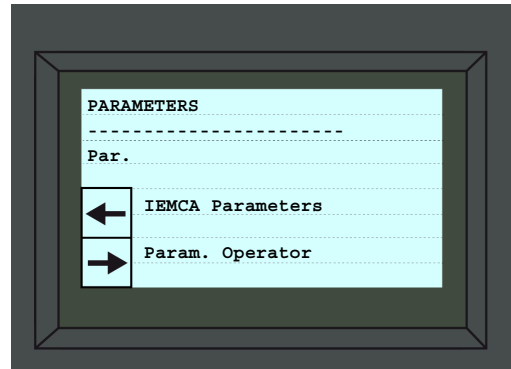 PARAMETERS
-----------------------
Par.
IEMCA Parameters
Param. Operator